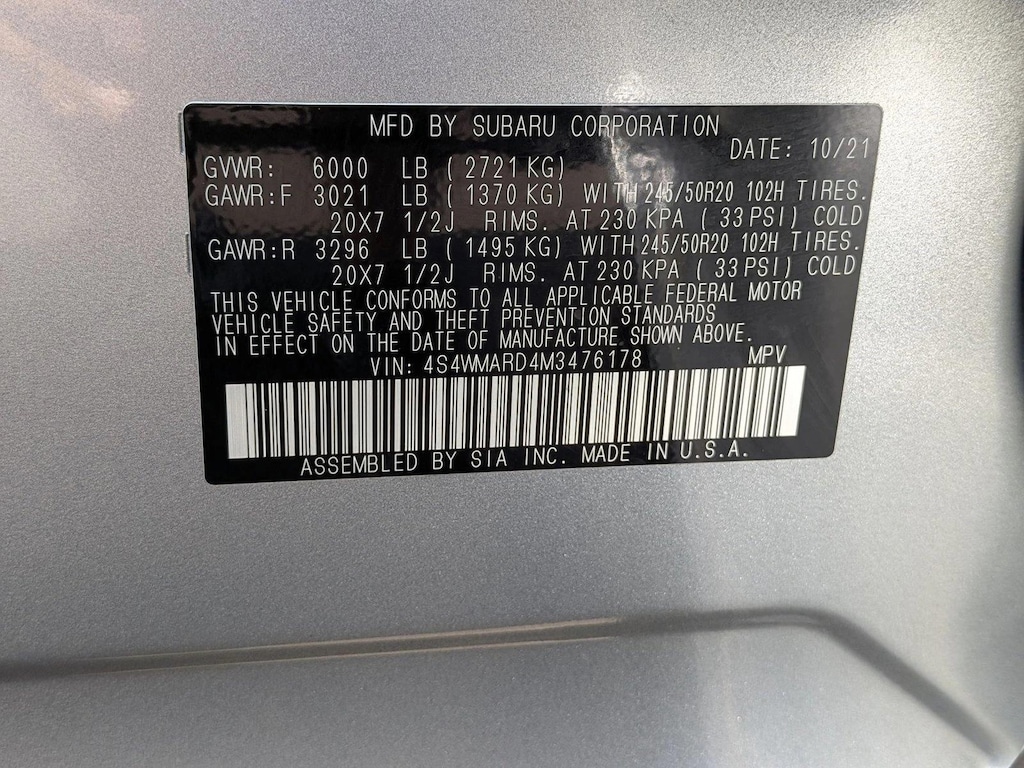 MFD BY SUBARU CORPORATION
DATE: 10/21
GVWR: 6000 LB ( 2721 KG)
GAWR:F 3021 LB ( 1370 KG) WITH 245/50R20 102H TIRES.
20X7 1/2J RIMS. AT 230 KPA ( 33 PSI) COLD
GAWR:R 3296 LB ( 1495 KG) WITH 245/50R20 102H TIRES.
20X7 1/2J RIMS. AT 230 KPA ( 33 PSI) COLD
THIS VEHICLE CONFORMS TO ALL APPLICABLE FEDERAL MOTOR
VEHICLE SAFETY AND THEFT PREVENTION STANDARDS
IN EFFECT ON THE DATE OF MANUFACTURE SHOWN ABOVE.
VIN: 4S4WMARD4M3476178 MPV
ASSEMBLED BY SIA INC. MADE IN U.S.A.